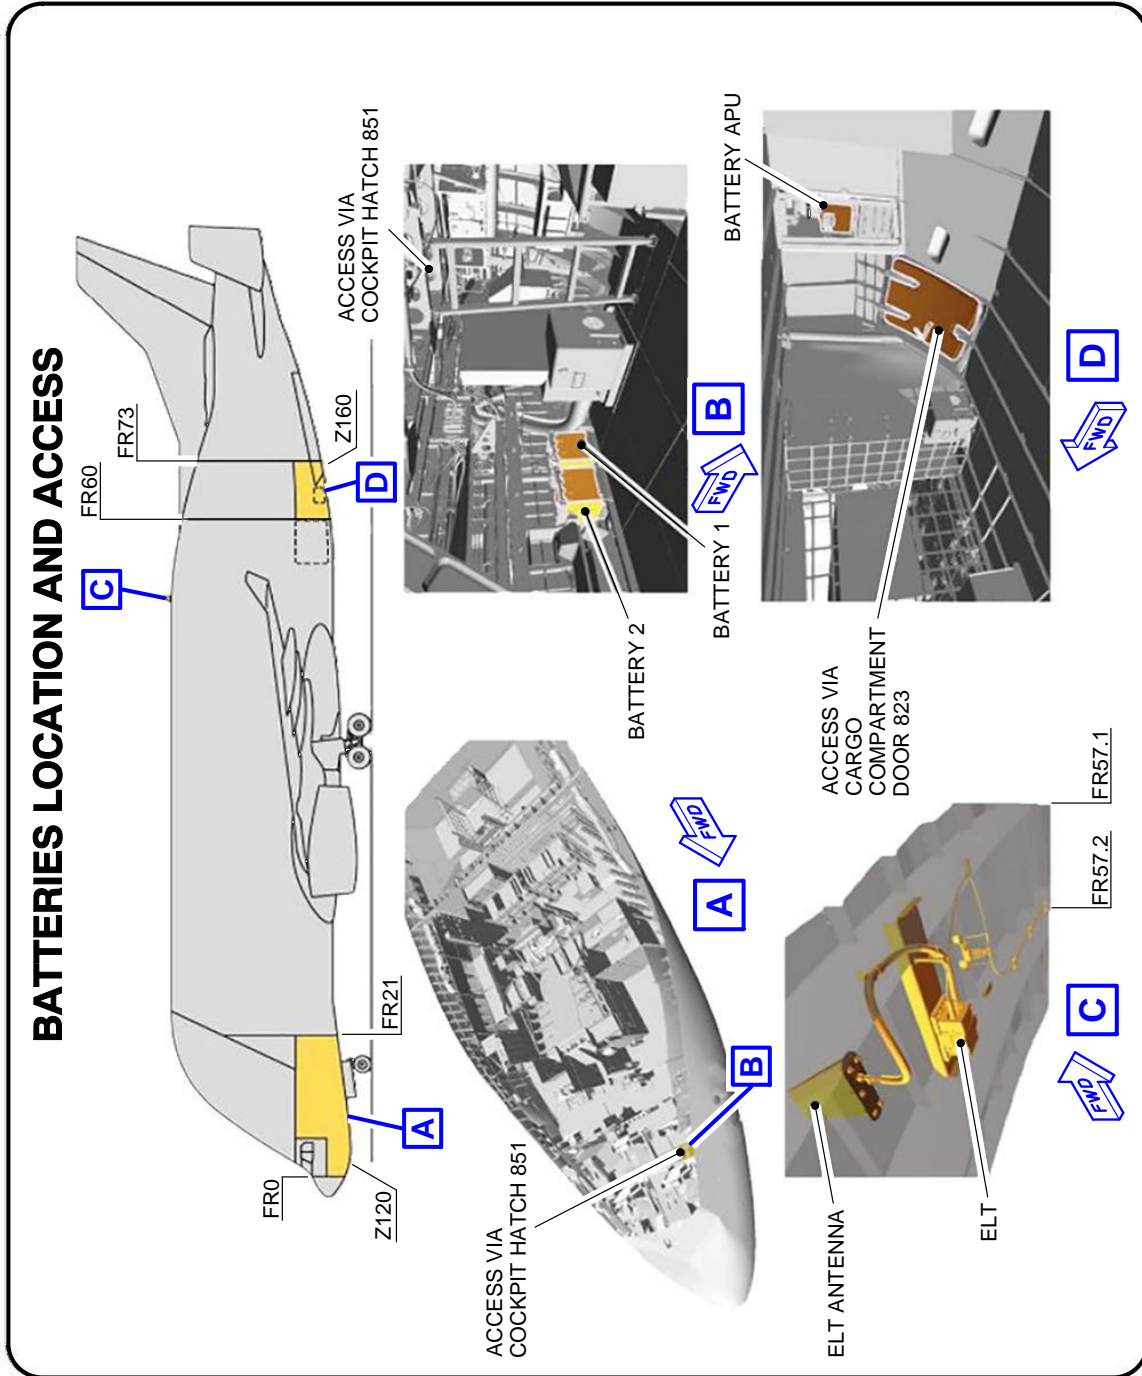 BATTERIES LOCATION AND ACCESS
C
FR60
FR73
FR0
FR21
Z120
A
D
Z160
ACCESS VIA
COCKPIT HATCH 851
ACCESS VIA
COCKPIT HATCH 851
B
A
FWD
BATTERY 2
BATTERY 1
FWD
B
ELT ANTENNA
ELT
FWD
C
FR57.2
FR57.1
ACCESS VIA
CARGO
COMPARTMENT
DOOR 823
BATTERY APU
FWD
D